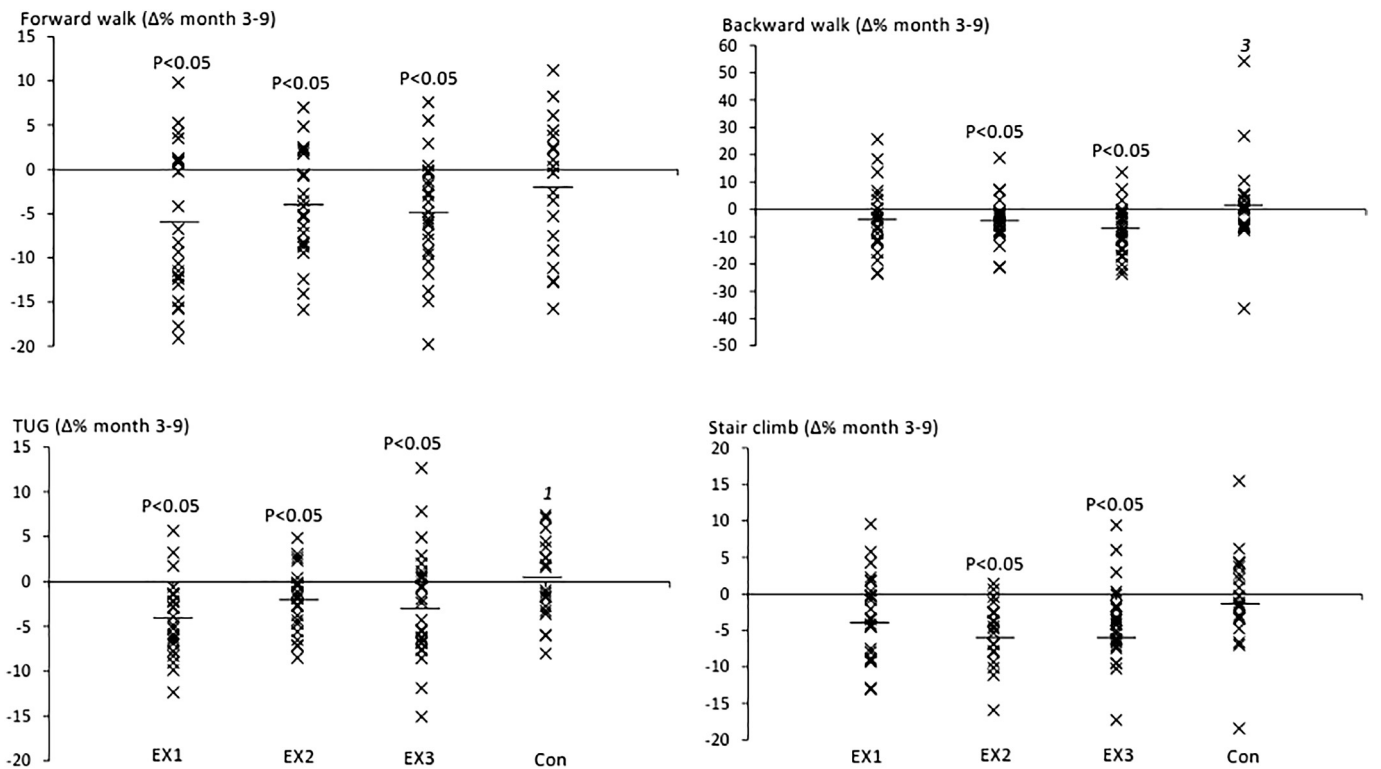 Forward walk (Δ% month 3-9)
15
10
5
0
-5
-10
-15
-20
P<0.05
P<0.05
P<0.05
Backward walk (Δ% month 3-9)
60
50
40
30
20
10
0
-10
-20
-30
-40
-50
P<0.05
P<0.05
3
TUG (Δ% month 3-9)
15
10
5
0
-5
-10
-15
-20
P<0.05
P<0.05
P<0.05
1
EX1 EX2 EX3 Con
Stair climb (Δ% month 3-9)
20
15
10
5
0
-5
-10
-15
-20
P<0.05
P<0.05
EX1 EX2 EX3 Con